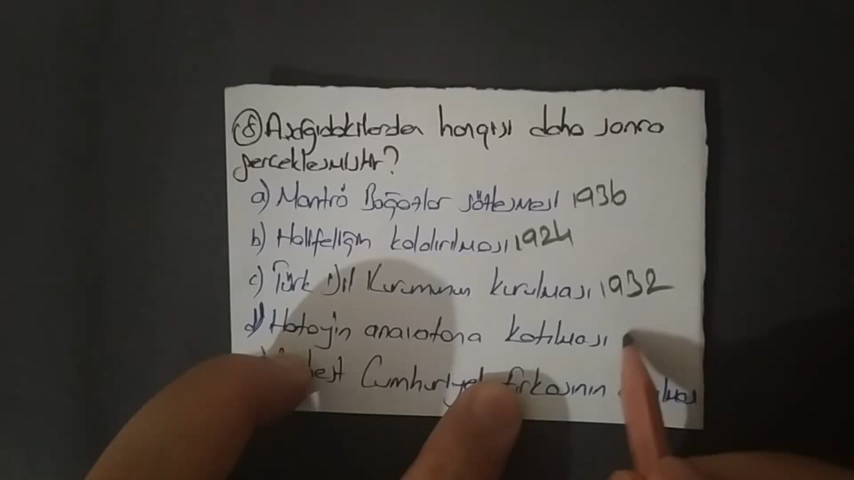 8 Aşağıdakilerden hangisi daha sonra
gerçekleşmiştir?
a) Montrö Boğazlar sözleşmesi 1936
b) Halifeliğin kaldırılması 1924
c) Türk Dil Kurumunun kurulması 1932
d) Hatay'ın anavatana katılması
Cumhuriyet fırkasının